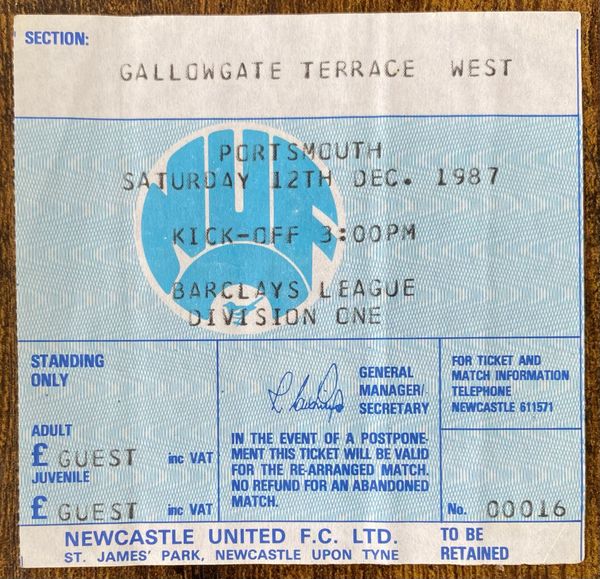 SECTION:
GALLOWGATE TERRACE WEST
NUF
PORTSMOUTH
SATURDAY 12TH DEC. 1987
KICK-OFF 3:00PM
BARCLAYS LEAGUE
DIVISION ONE
STANDING
ONLY
ADULT
£ GUEST inc VAT
JUVENILE
£ GUEST inc VAT
GENERAL
MANAGER/
SECRETARY
IN THE EVENT OF A POSTPONE-
MENT THIS TICKET WILL BE VALID
FOR THE RE-ARRANGED MATCH.
NO REFUND FOR AN ABANDONED
MATCH.
FOR TICKET AND
MATCH INFORMATION
TELEPHONE
NEWCASTLE 611571
No. 00016
NEWCASTLE UNITED F.C. LTD.
ST. JAMES' PARK, NEWCASTLE UPON TYNE
TO BE
RETAINED